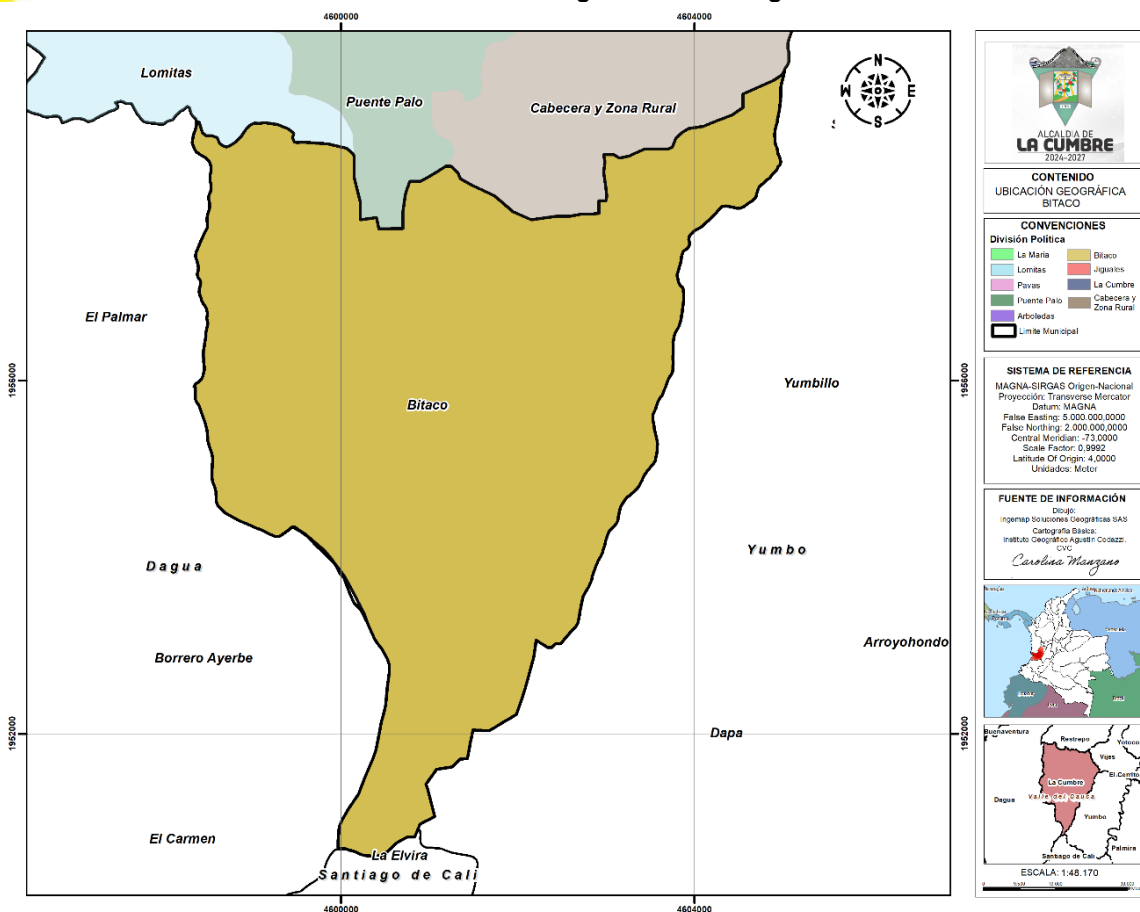 4600000
4604000
Lomitas
Puente Palo
Cabecera y Zona Rural
N
W
E
S
El Palmar
1956000
1956000
Yumbillo
Bitaco
Yumbo
Dagua
Borrero Ayerbe
Arroyohondo
1952000
1952000
Dapa
El Carmen
La Elvira
Santiago de Cali
4600000
4604000
ALCALDIA DE
LA CUMBRE
2024-2027
CONTENIDO
UBICACIÓN GEOGRÁFICA
BITACO
CONVENCIONES
División Política
La Maria
Lomitas
Pavas
Puente Palo
Arboledas
Limite Municipal
Bitaco
Jiguales
La Cumbre
Cabecera y
Zona Rural
SISTEMA DE REFERENCIA
MAGNA-SIRGAS Origen-Nacional
Proyección: Transverse Mercator
Datum: MAGNA
False Easting: 5.000.000,0000
False Northing: 2.000.000,0000
Central Meridian: -73,0000
Scale Factor: 0,9992
Latitude Of Origin: 4,0000
Unidades: Meter
FUENTE DE INFORMACIÓN
Dibujo:
Ingemap Soluciones Geográficas SAS
Cartografía Básica:
Instituto Geográfico Agustín Codazzi.
CVC
Carolina Manzano
Buenaventura
Restrepo
Yotoco
Vijes
El Cerrito
La Cumbre
Dagua
Valle del Cauca
Yumbo
Palmira
Santiago de Cali
ESCALA: 1:48.170